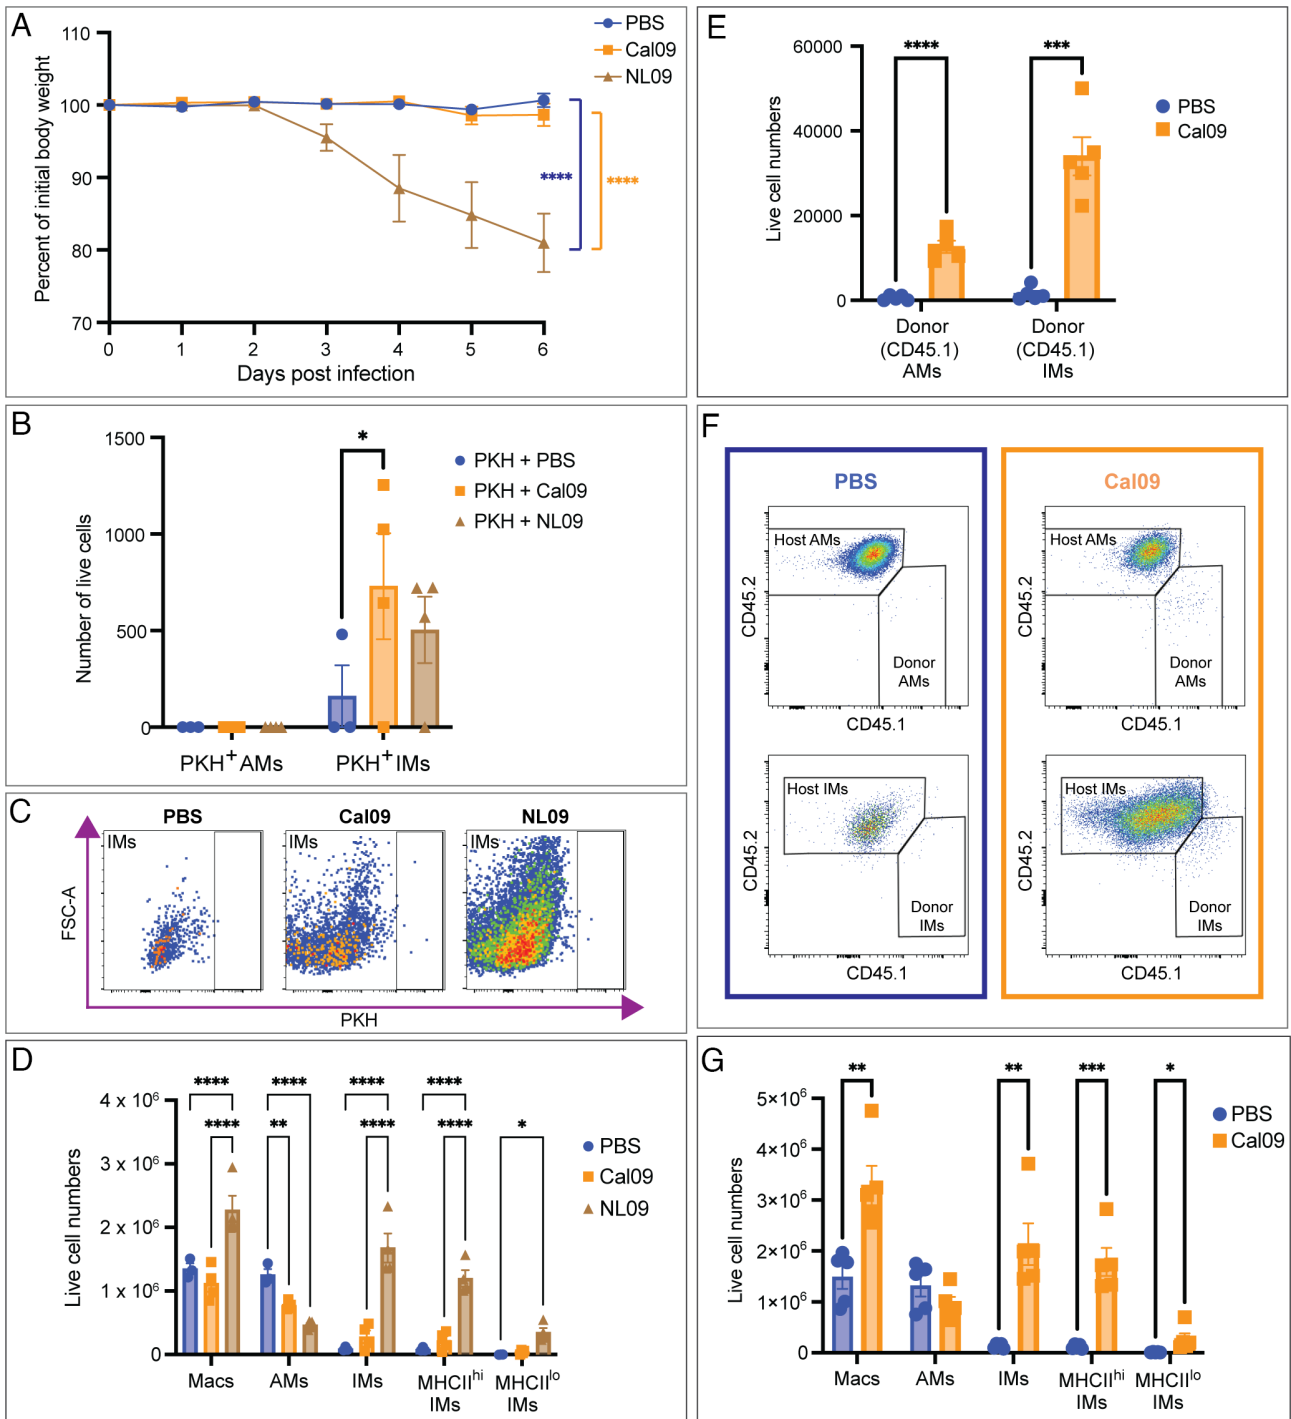 A
PBS
Cal09
NL09
110
100
90
80
70
Percent of initial body weight
****
****
0 1 2 3 4 5 6
Days post infection
B
1500
1000
500
0
Number of live cells
*
PKH + PBS
PKH + Cal09
PKH + NL09
PKH+ AMs
PKH+ IMs
C
PBS
Cal09
NL09
IMs
IMs
IMs
FSC-A
PKH
D
4 x 10⁶
3 x 10⁶
2 x 10⁶
1 x 10⁶
0
Live cell numbers
**** **** **** ****
**** ** **** **** *
PBS
Cal09
NL09
Macs
AMs
IMs
MHCIIhi
IMs
MHCIIlo
IMs
E
60000
40000
20000
0
Live cell numbers
**** ***
PBS
Cal09
Donor
(CD45.1)
AMs
Donor
(CD45.1)
IMs
F
PBS
Host AMs
CD45.2
Donor
AMs
CD45.1
Host IMs
CD45.2
Donor
IMs
CD45.1
Cal09
Host AMs
CD45.2
Donor
AMs
CD45.1
Host IMs
CD45.2
Donor
IMs
CD45.1
G
5×10⁶
4×10⁶
3×10⁶
2×10⁶
1×10⁶
0
Live cell numbers
** ** *** *
PBS
Cal09
Macs
AMs
IMs
MHCIIhi
IMs
MHCIIlo
IMs